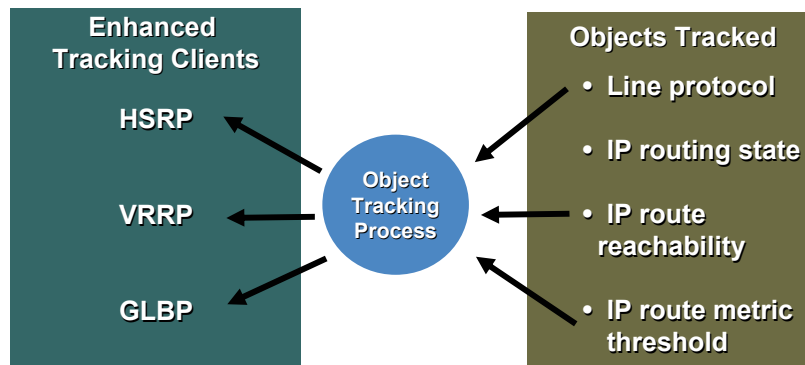 Enhanced
Tracking Clients
HSRP
VRRP
GLBP
Object
Tracking
Process
Objects Tracked
• Line protocol
• IP routing state
• IP route
reachability
• IP route metric
threshold